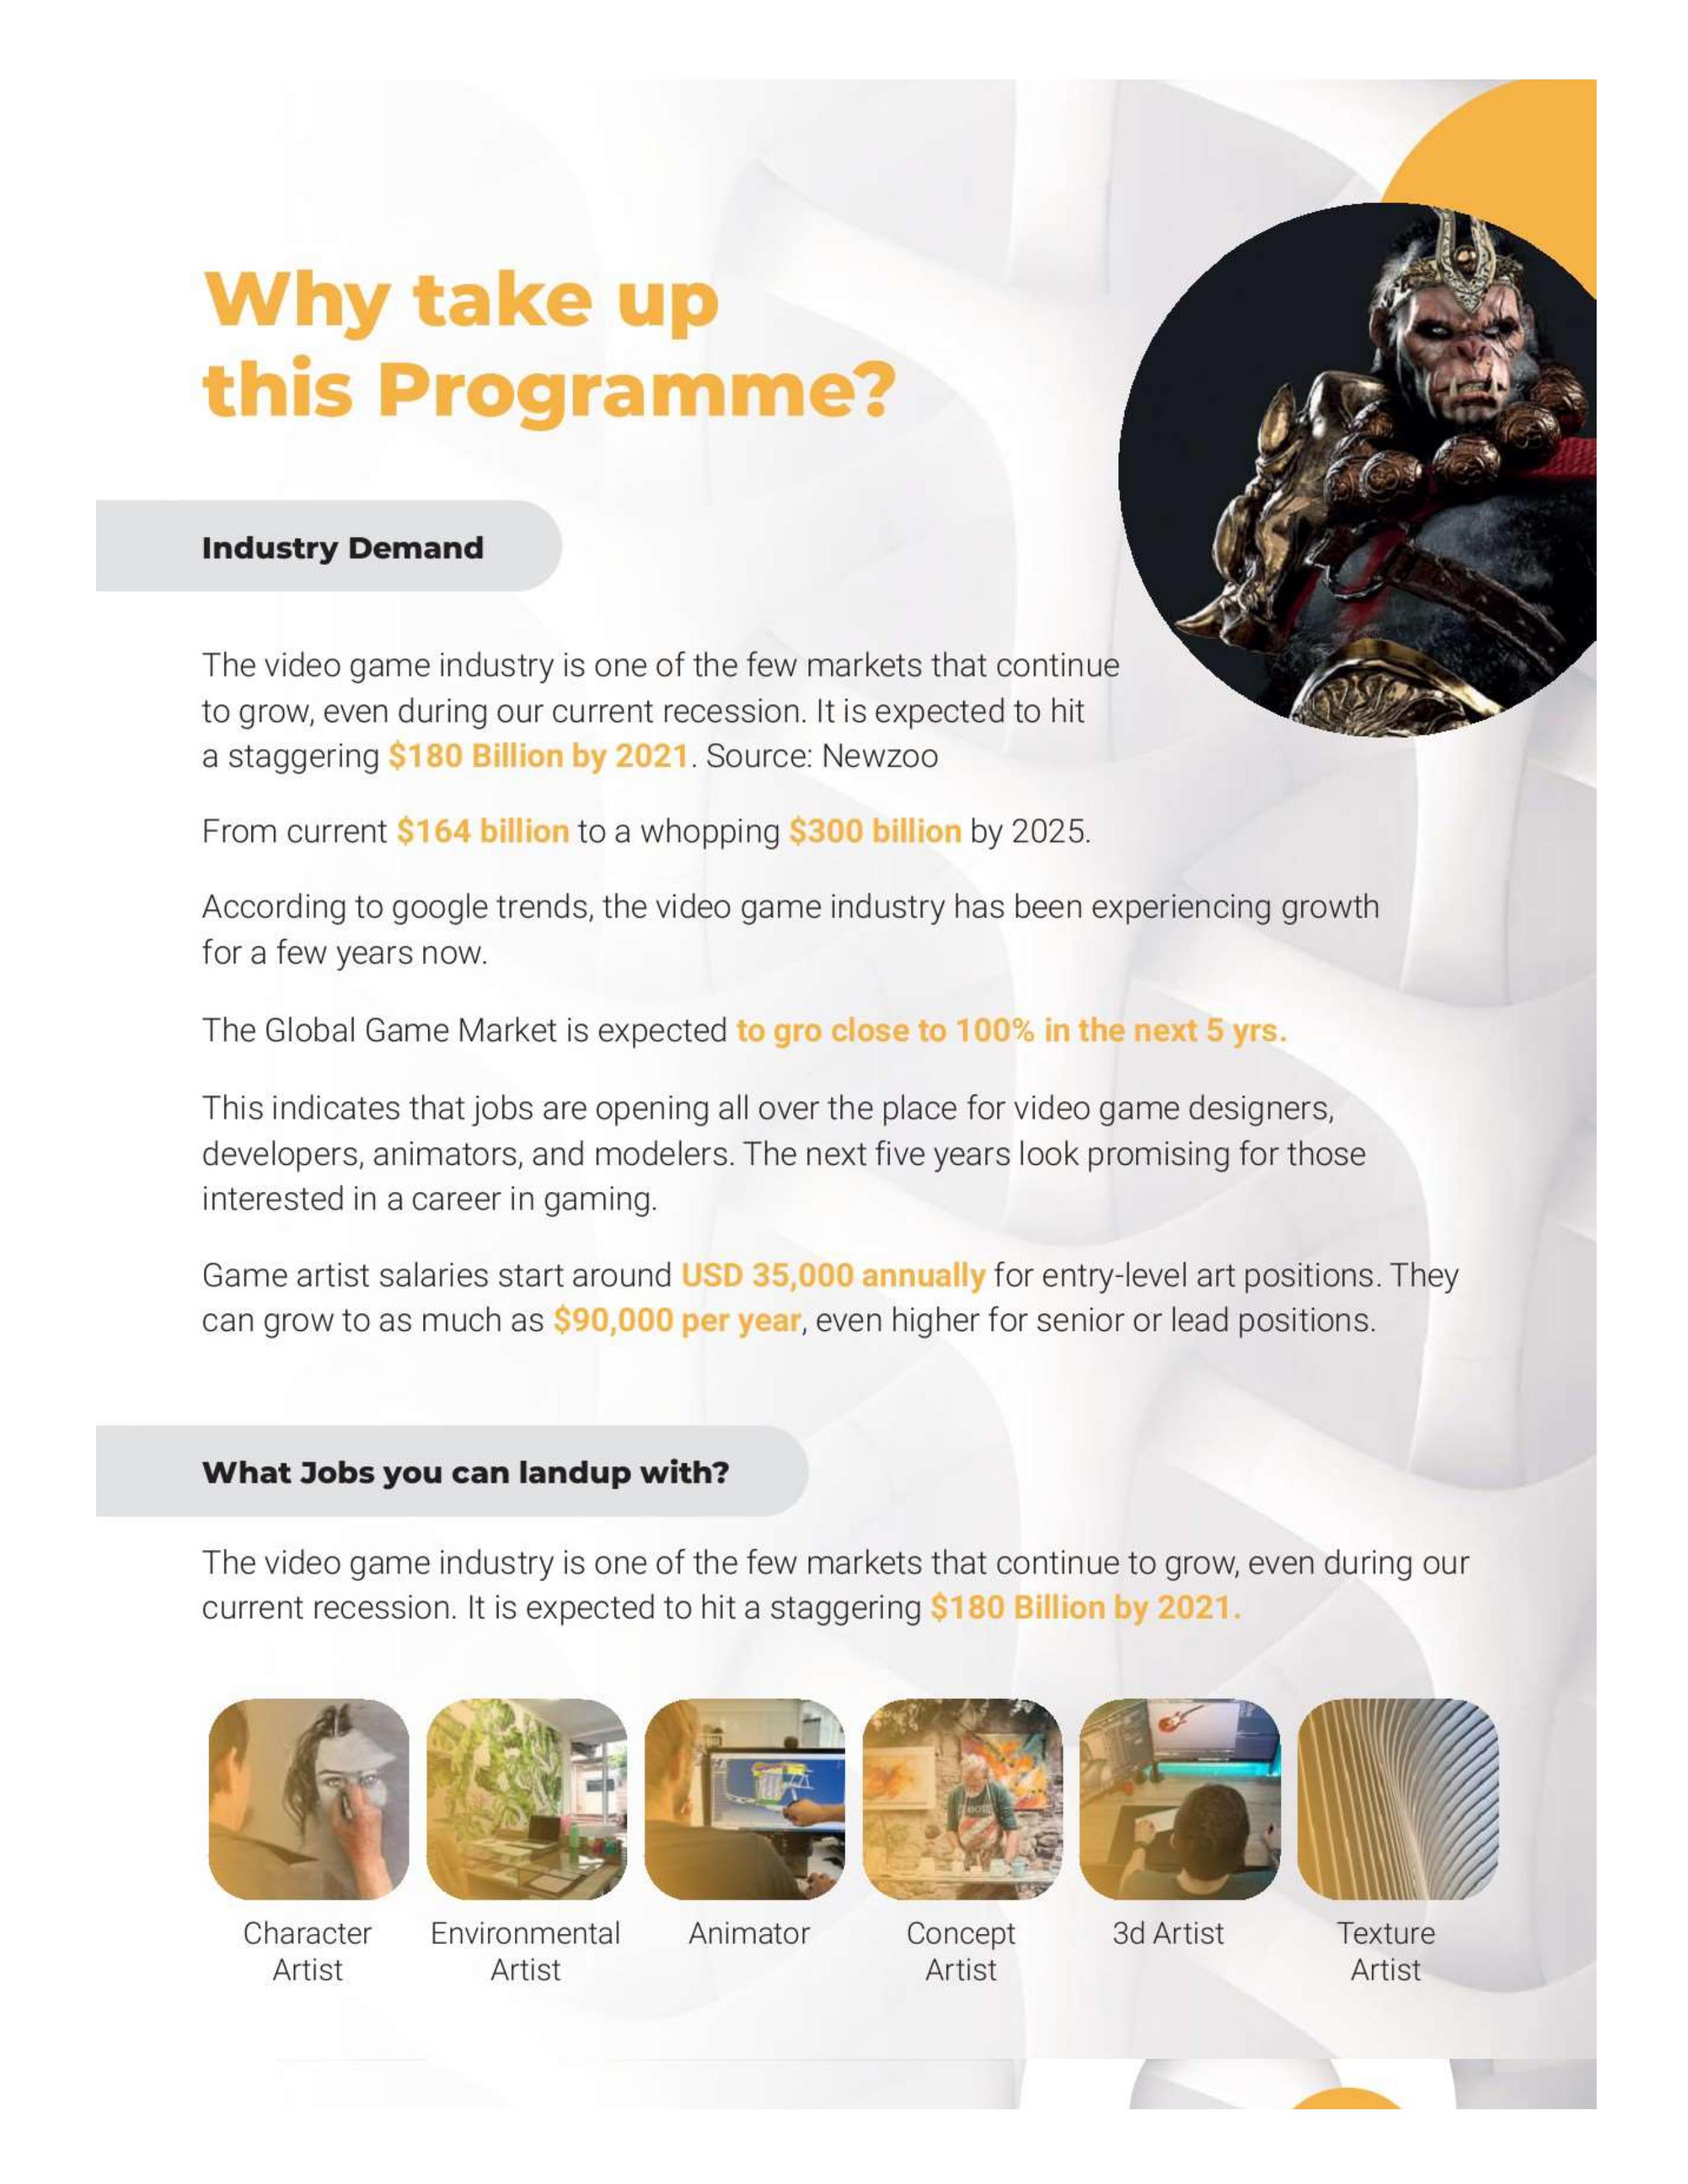 Why take up
this Programme?
Industry Demand
The video game industry is one of the few markets that continue
to grow, even during our current recession. It is expected to hit
a staggering $180 Billion by 2021. Source: Newzoo
From current $164 billion to a whopping $300 billion by 2025.
According to google trends, the video game industry has been experiencing growth
for a few years now.
The Global Game Market is expected to gro close to 100% in the next 5 yrs.
This indicates that jobs are opening all over the place for video game designers,
developers, animators, and modelers. The next five years look promising for those
interested in a career in gaming.
Game artist salaries start around USD 35,000 annually for entry-level art positions. They
can grow to as much as $90,000 per year, even higher for senior or lead positions.
What Jobs you can landup with?
The video game industry is one of the few markets that continue to grow, even during our
current recession. It is expected to hit a staggering $180 Billion by 2021.
Character
Artist
Environmental
Artist
Animator
Concept
Artist
3d Artist
Texture
Artist